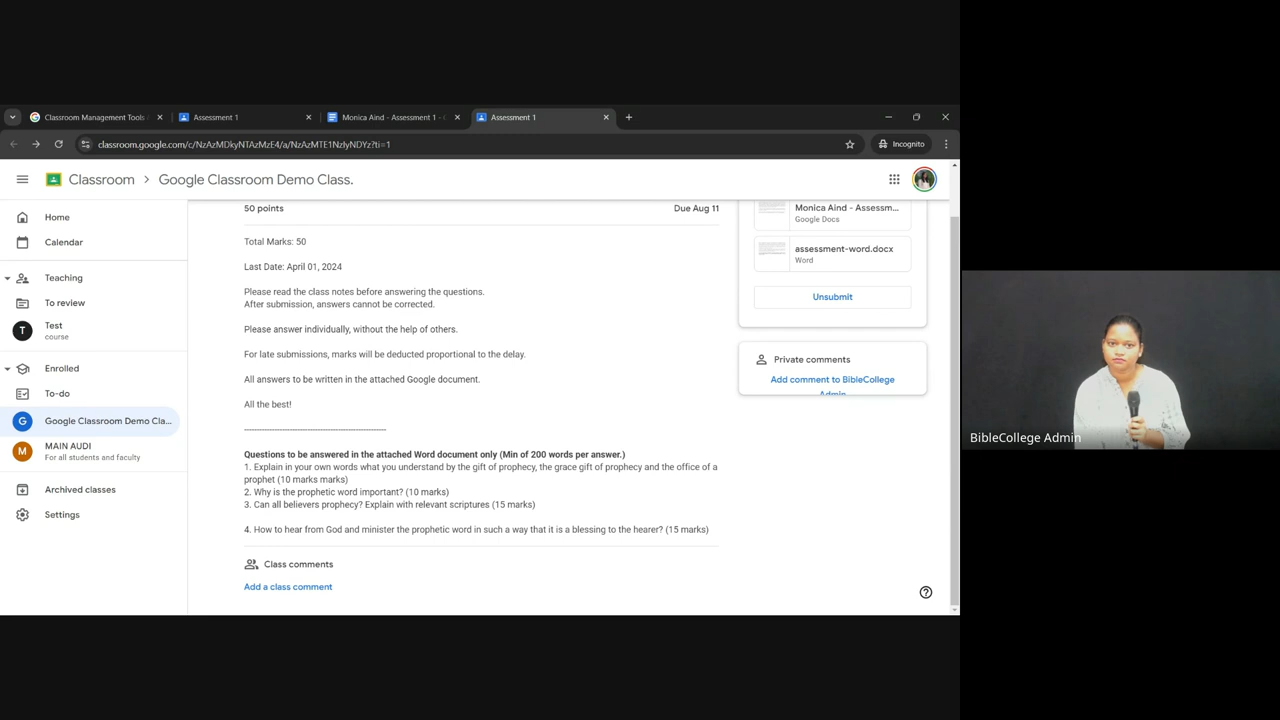 Classroom Management Tools
Assessment 1
Monica Aind - Assessment 1 - G
Assessment 1
classroom.google.com/c/NzAzMDkyNTAzMzE4/a/NzAzMTE1NzIyNDYz?ti=1
Incognito
Classroom > Google Classroom Demo Class.
Home
Calendar
Teaching
To review
T
Test
course
Enrolled
To-do
G
Google Classroom Demo Cla...
M
MAIN AUDI
For all students and faculty
Archived classes
Settings
50 points
Due Aug 11
Total Marks: 50
Last Date: April 01, 2024
Please read the class notes before answering the questions.
After submission, answers cannot be corrected.
Please answer individually, without the help of others.
For late submissions, marks will be deducted proportional to the delay.
All answers to be written in the attached Google document.
All the best!
------------------------------------------------
Questions to be answered in the attached Word document only (Min of 200 words per answer.)
1. Explain in your own words what you understand by the gift of prophecy, the grace gift of prophecy and the office of a
prophet (10 marks marks)
2. Why is the prophetic word important? (10 marks)
3. Can all believers prophecy? Explain with relevant scriptures (15 marks)
4. How to hear from God and minister the prophetic word in such a way that it is a blessing to the hearer? (15 marks)
Class comments
Add a class comment
Monica Aind - Assessm...
Google Docs
assessment-word.docx
Word
Unsubmit
Private comments
Add comment to BibleCollege
Admin
BibleCollege Admin